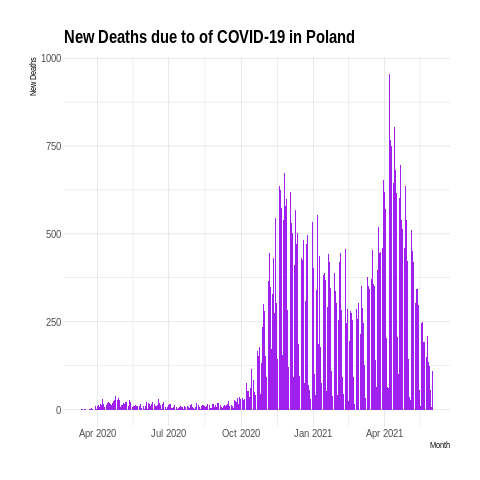 New Deaths due to of COVID-19 in Poland
New Deaths
1000
750
500
250
0
Apr 2020 Jul 2020 Oct 2020 Jan 2021 Apr 2021
Month